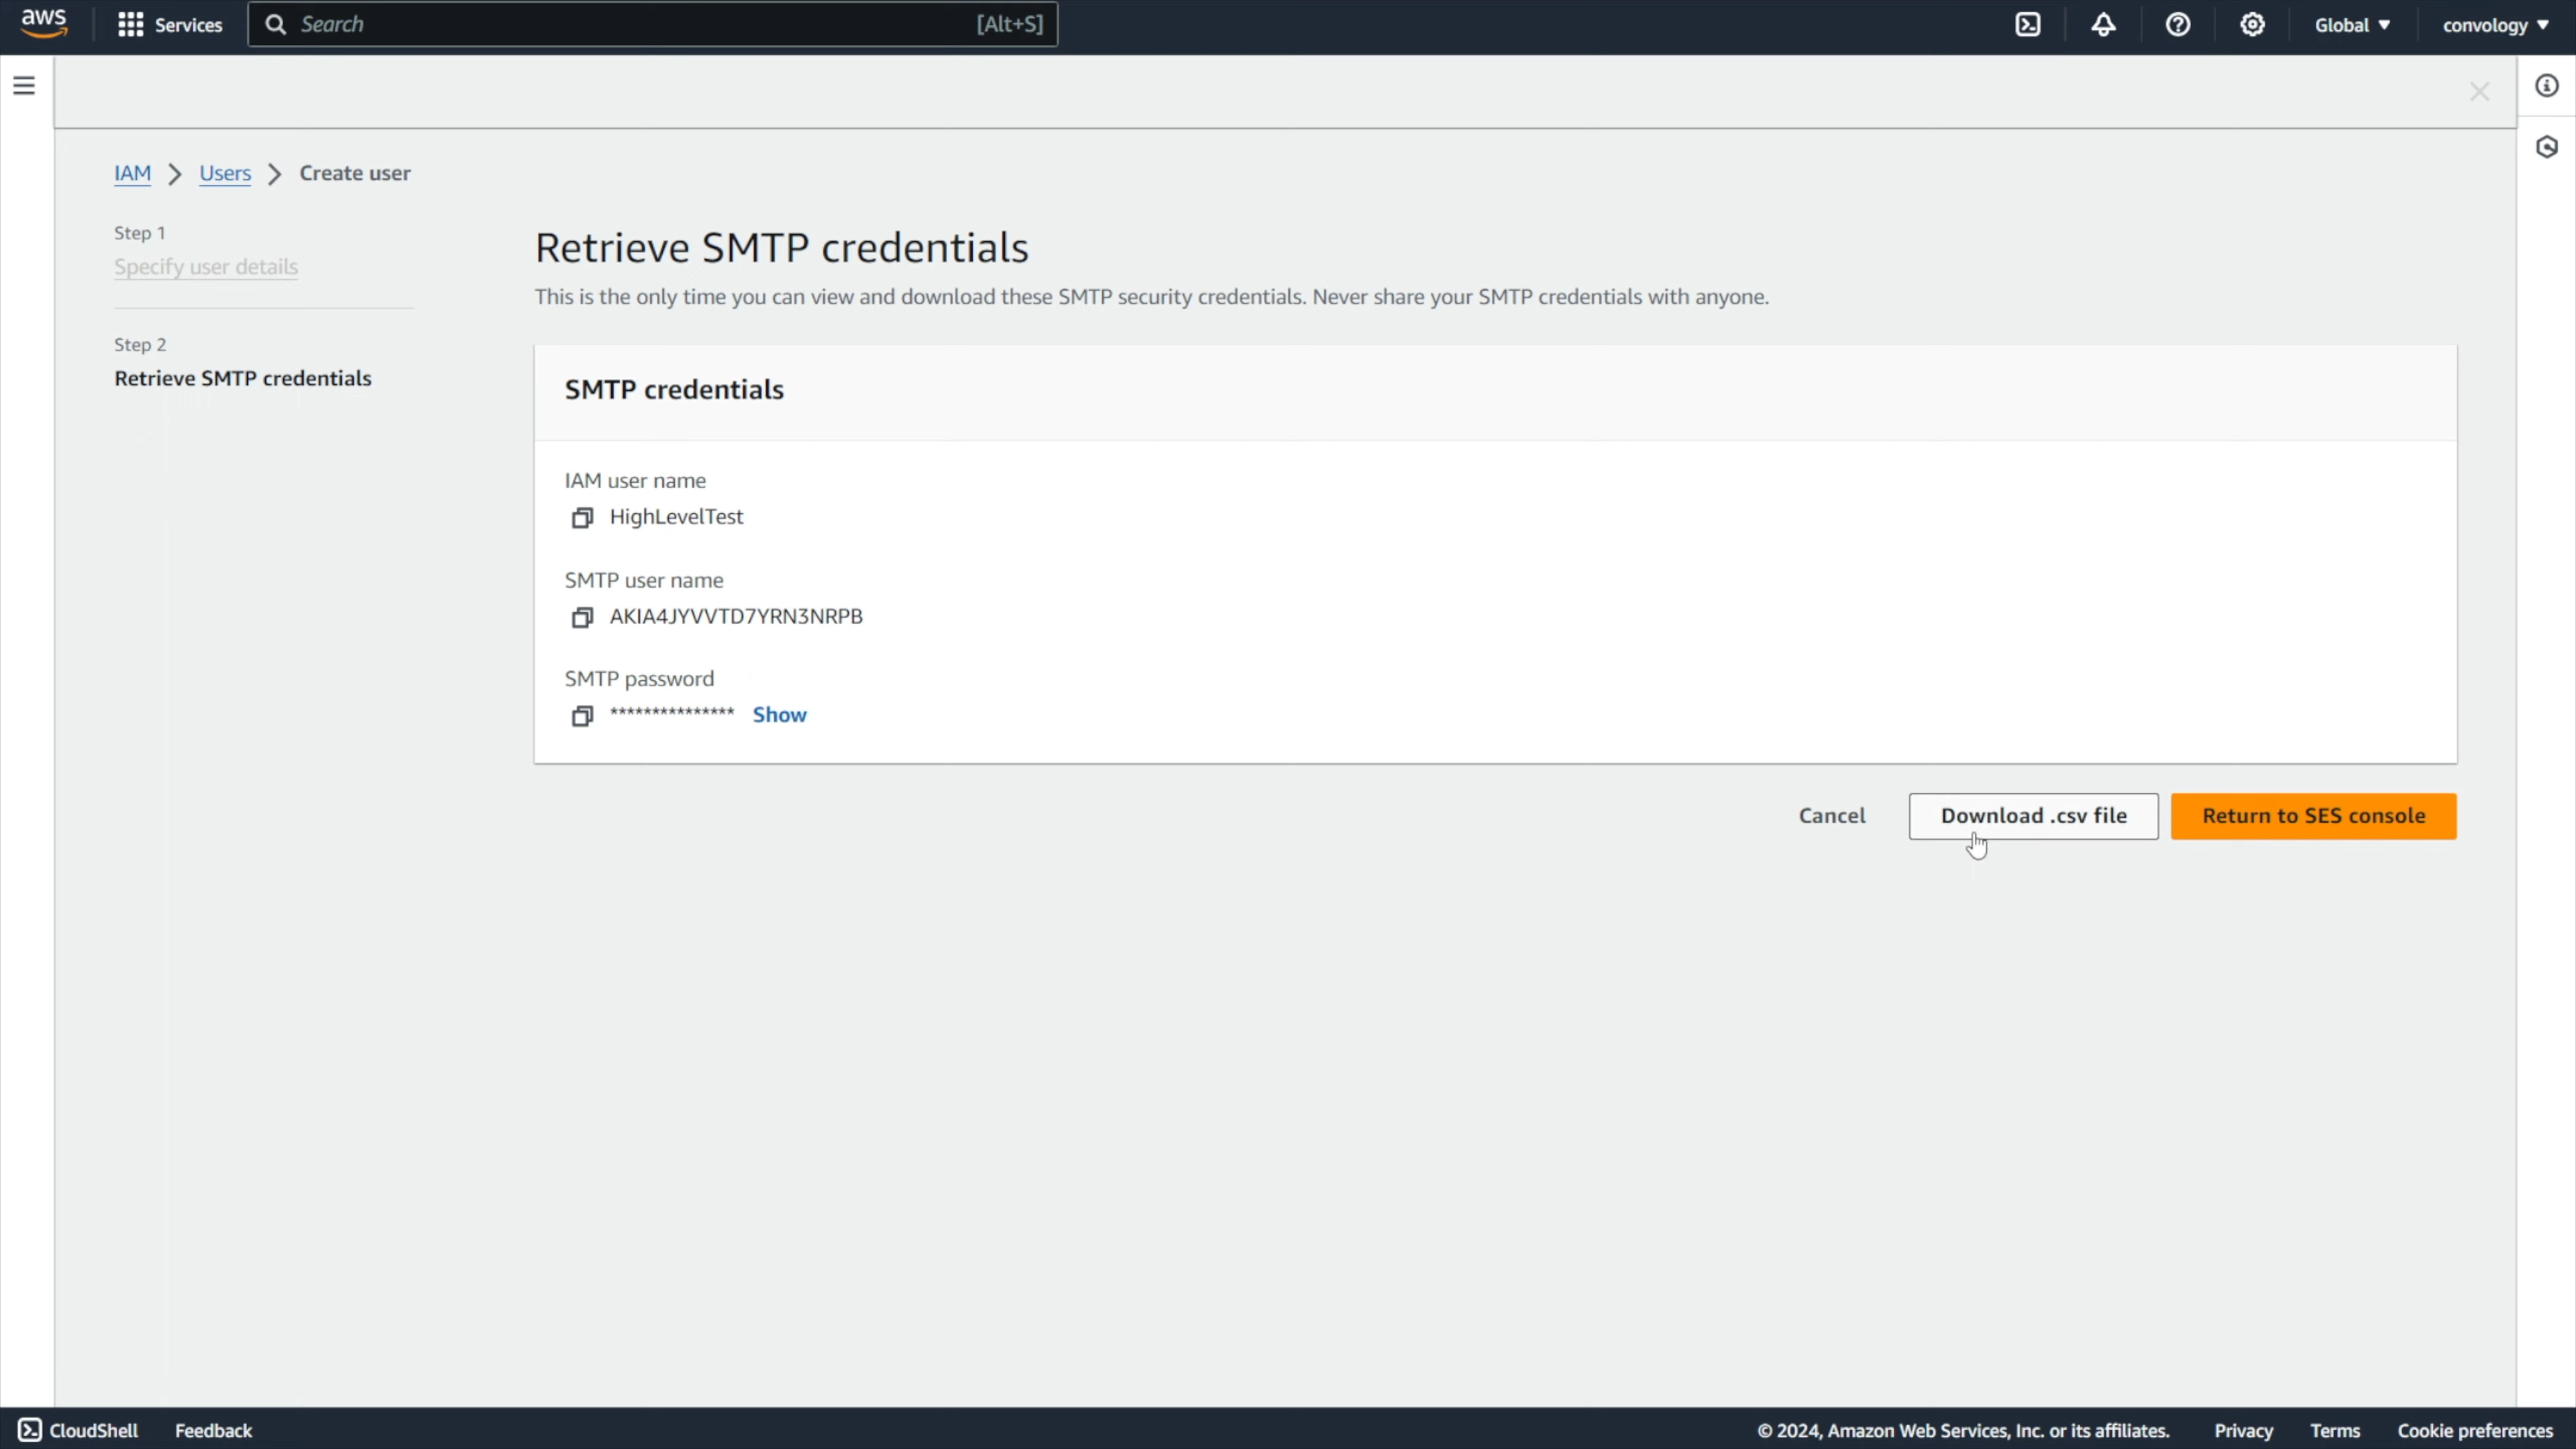 aws
Services
Search
[Alt+S]
Global
convology
IAM
Users
Create user
Step 1
Specify user details
Step 2
Retrieve SMTP credentials
Retrieve SMTP credentials
This is the only time you can view and download these SMTP security credentials. Never share your SMTP credentials with anyone.
SMTP credentials
IAM user name
HighLevelTest
SMTP user name
AKIA4JYVVTD7YRN3NRPB
SMTP password
*************** Show
Cancel
Download .csv file
Return to SES console
CloudShell
Feedback
© 2024, Amazon Web Services, Inc. or its affiliates.
Privacy
Terms
Cookie preferences